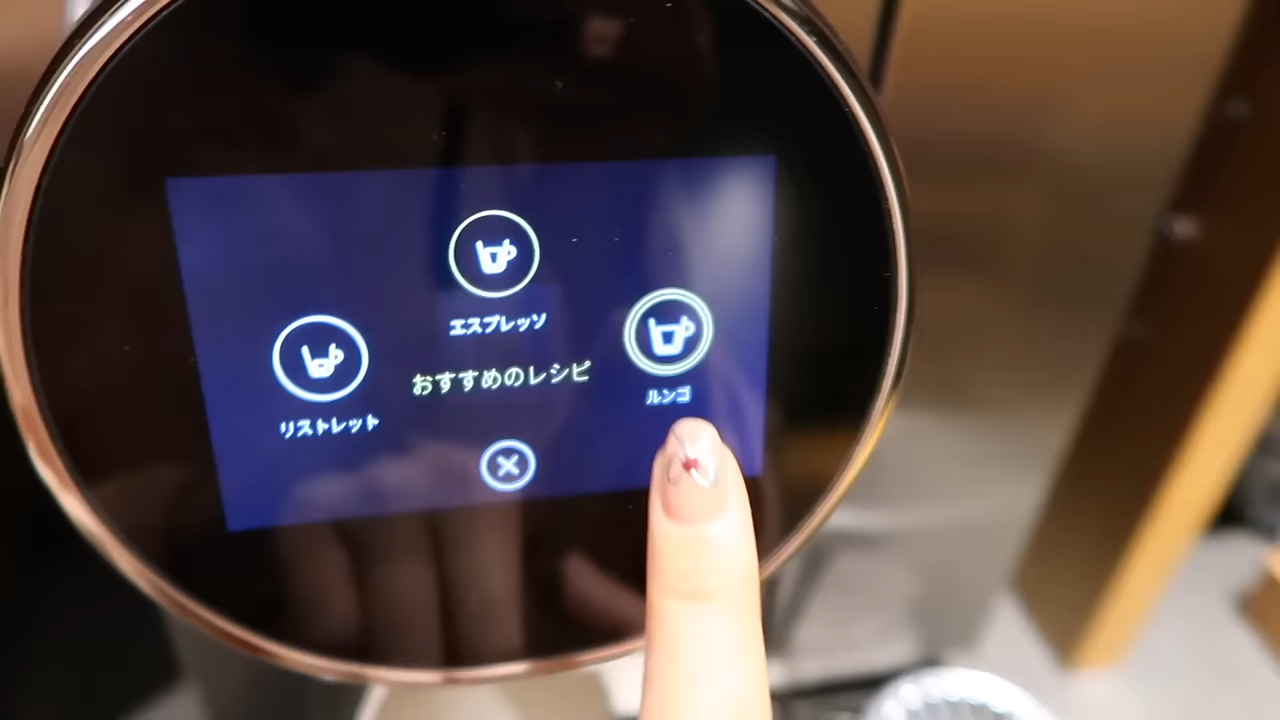 エスプレッソ
リストレット
おすすめのレシピ
ルンゴ